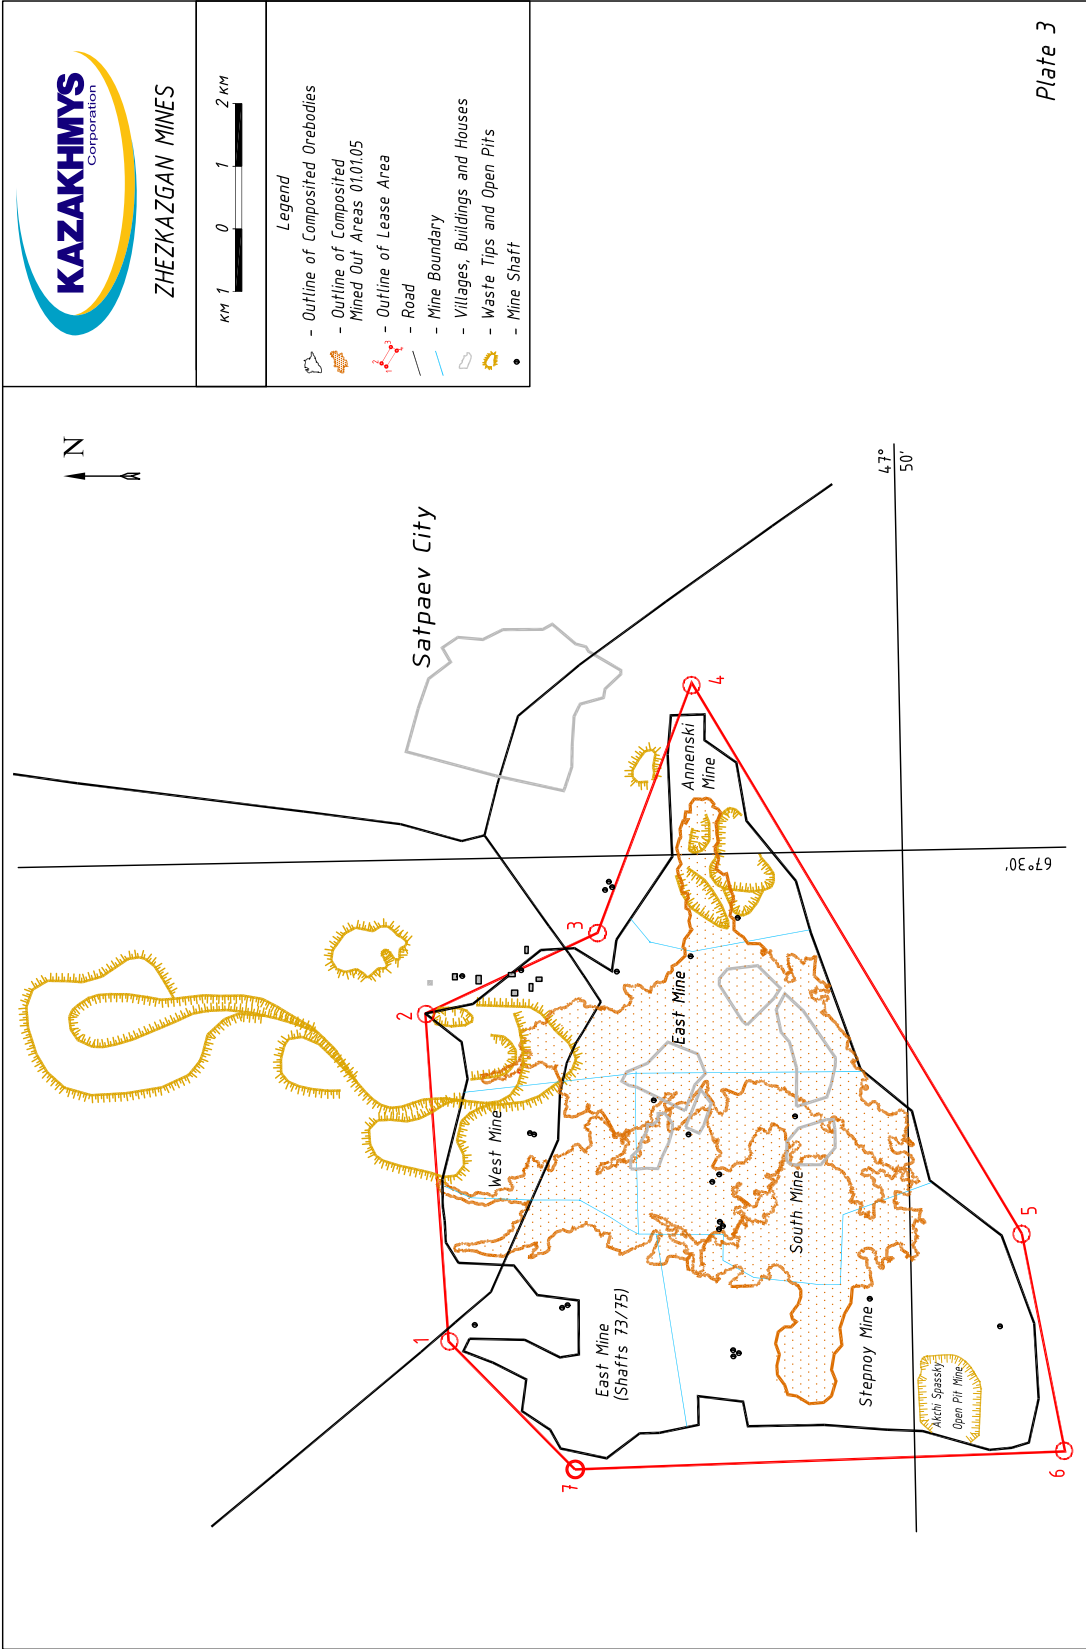 KAZAKHMYS
Corporation
ZHEZKAZGAN MINES
KM 1 0 1 2 KM
Legend
- Outline of Composited Orebodies
- Outline of Composited
Mined Out Areas 01.01.05
1 2 3 4
- Outline of Lease Area
- Road
- Mine Boundary
- Villages, Buildings and Houses
- Waste Tips and Open Pits
- Mine Shaft
N
Satpaev City
1
2
3
4
5
6
7
West Mine
East Mine
(Shafts 73/75)
East Mine
Annenski
Mine
South Mine
Stepnoy Mine
Akchi Spassky
Open Pit Mine
47°
50'
67°30'
Plate 3